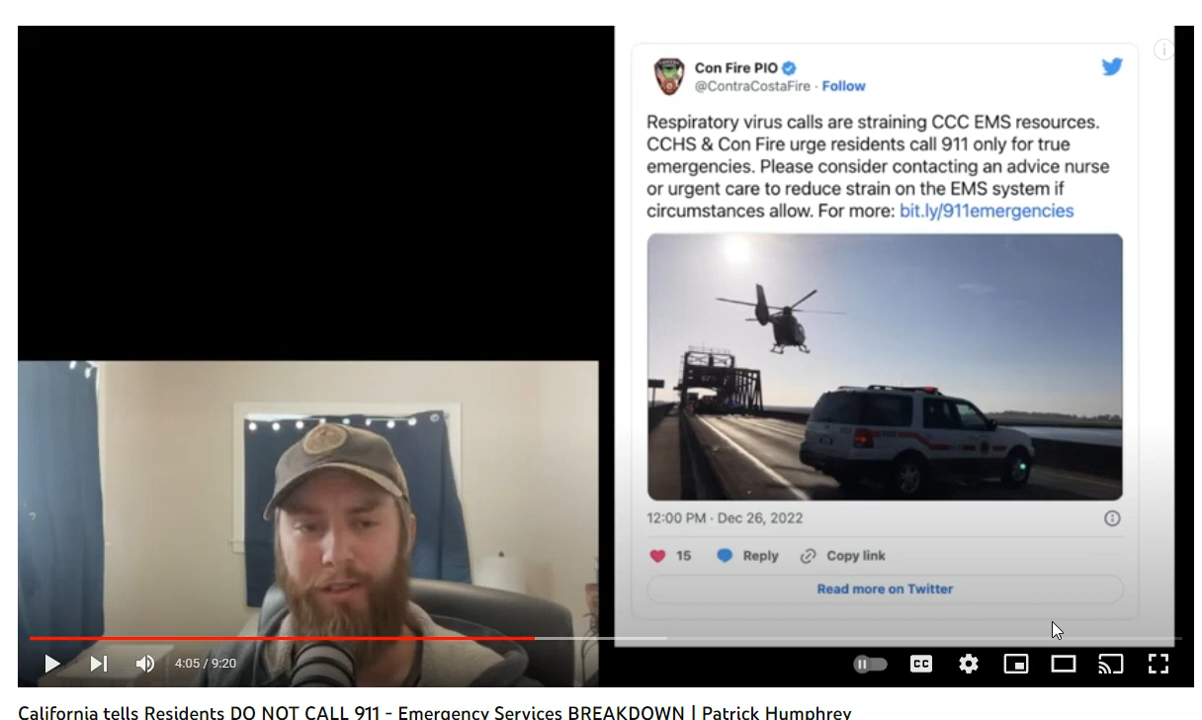 Con Fire PIO
@ContraCostaFire · Follow
Respiratory virus calls are straining CCC EMS resources.
CCHS & Con Fire urge residents call 911 only for true
emergencies. Please consider contacting an advice nurse
or urgent care to reduce strain on the EMS system if
circumstances allow. For more: bit.ly/911emergencies
12:00 PM · Dec 26, 2022
15 Reply Copy link
Read more on Twitter
4:05 / 9:20
CC
California tells Residents DO NOT CALL 911 - Emergency Services BREAKDOWN | Patrick Humphrey